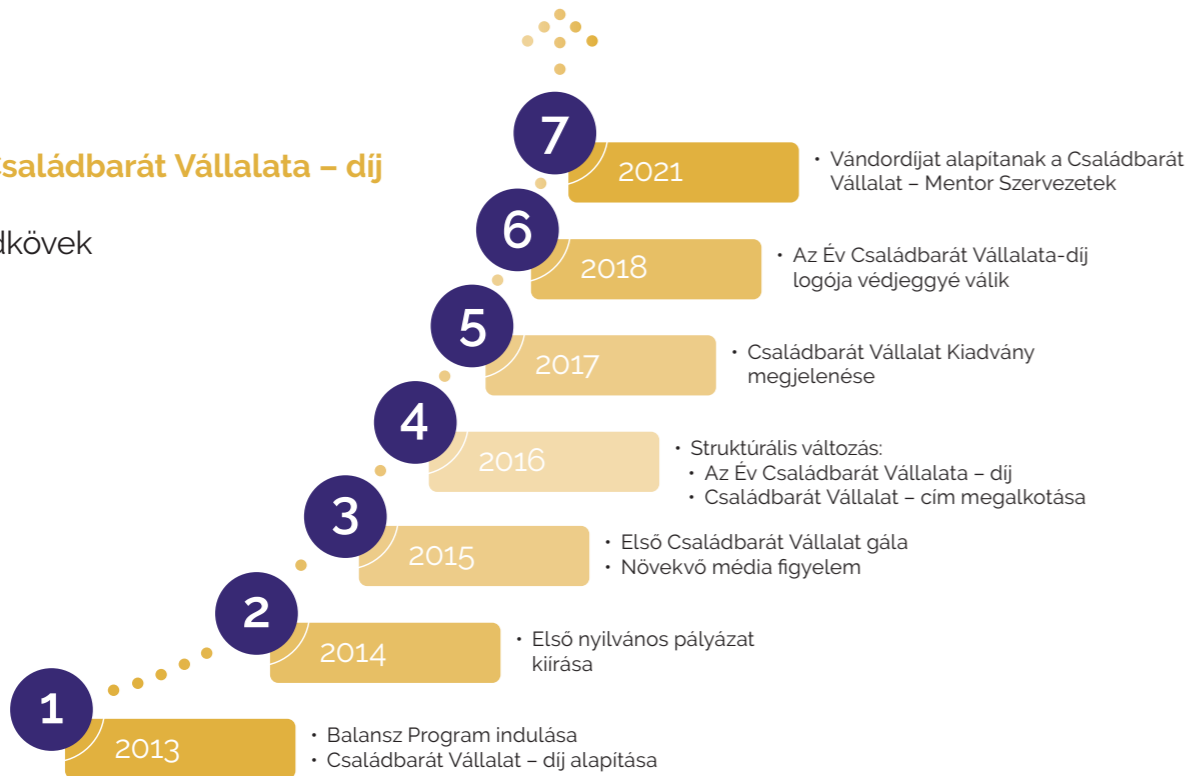 saládbarát Vállalata – díj
dkövek
7
2021
• Vándordíjat alapítanak a Családbarát
Vállalat – Mentor Szervezetek
6
2018
• Az Év Családbarát Vállalata-díj
logója védjeggyé válik
5
2017
• Családbarát Vállalat Kiadvány
megjelenése
4
2016
• Struktúrális változás:
• Az Év Családbarát Vállalata – díj
• Családbarát Vállalat – cím megalkotása
3
2015
• Első Családbarát Vállalat gála
• Növekvő média figyelem
2
2014
• Első nyilvános pályázat
kiírása
1
2013
• Balansz Program indulása
• Családbarát Vállalat – díj alapítása